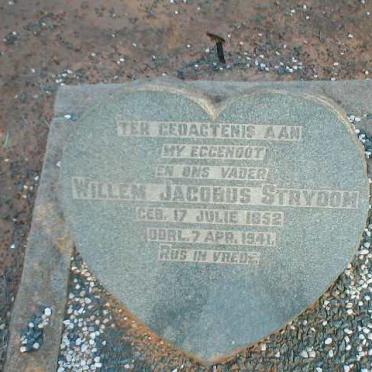 TER GEDAGTENIS AAN
MY EGGENOOT
EN ONS VADER
WILLEM JACOBUS STRYDOM
GEB. 17 JULIE 1852
OORL. 7 APR. 1941.
RUS IN VREDE.